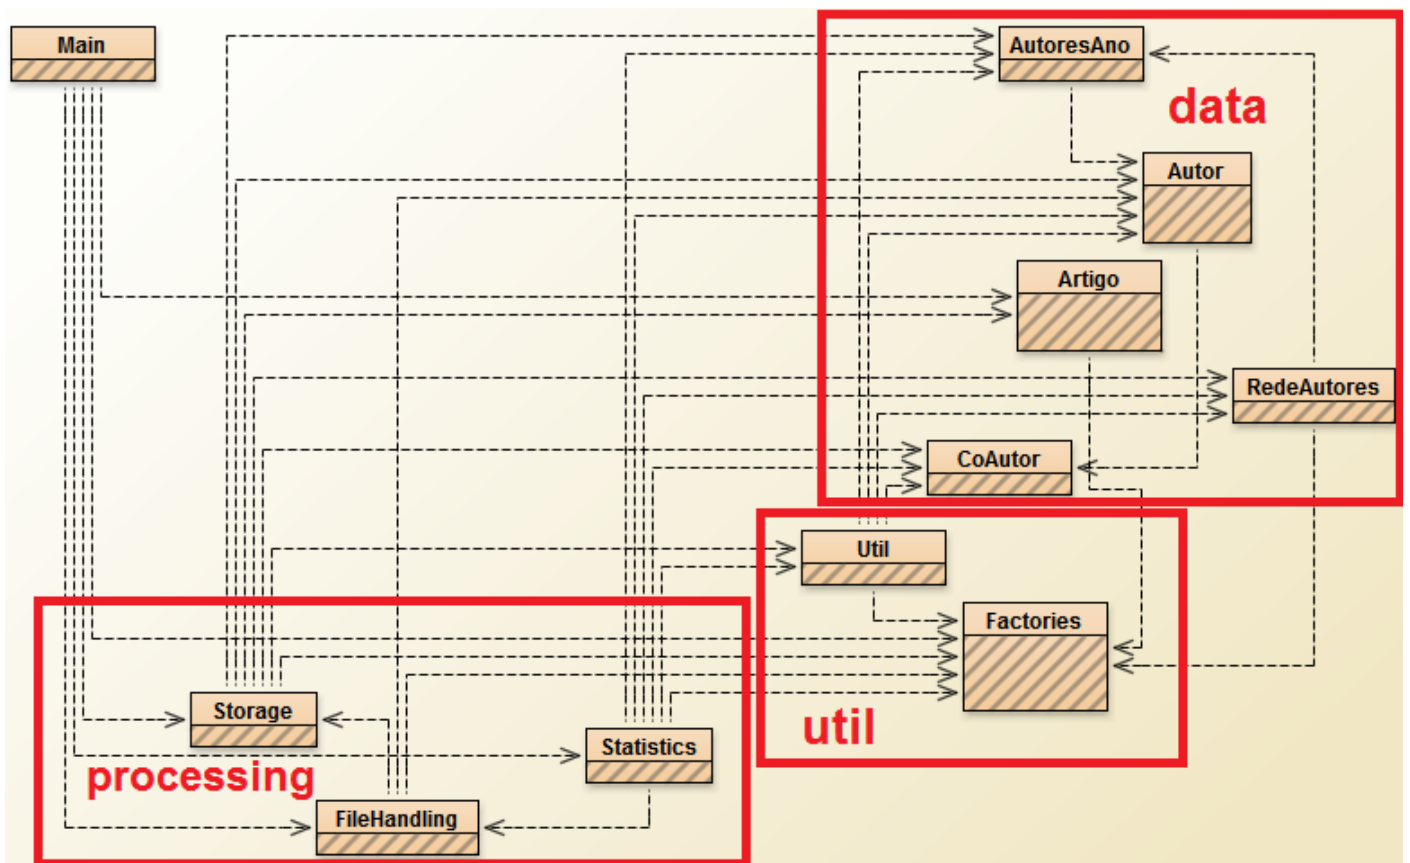 Main
AutoresAno
data
Autor
Artigo
RedeAutores
CoAutor
Util
Factories
util
Storage
Statistics
processing
FileHandling